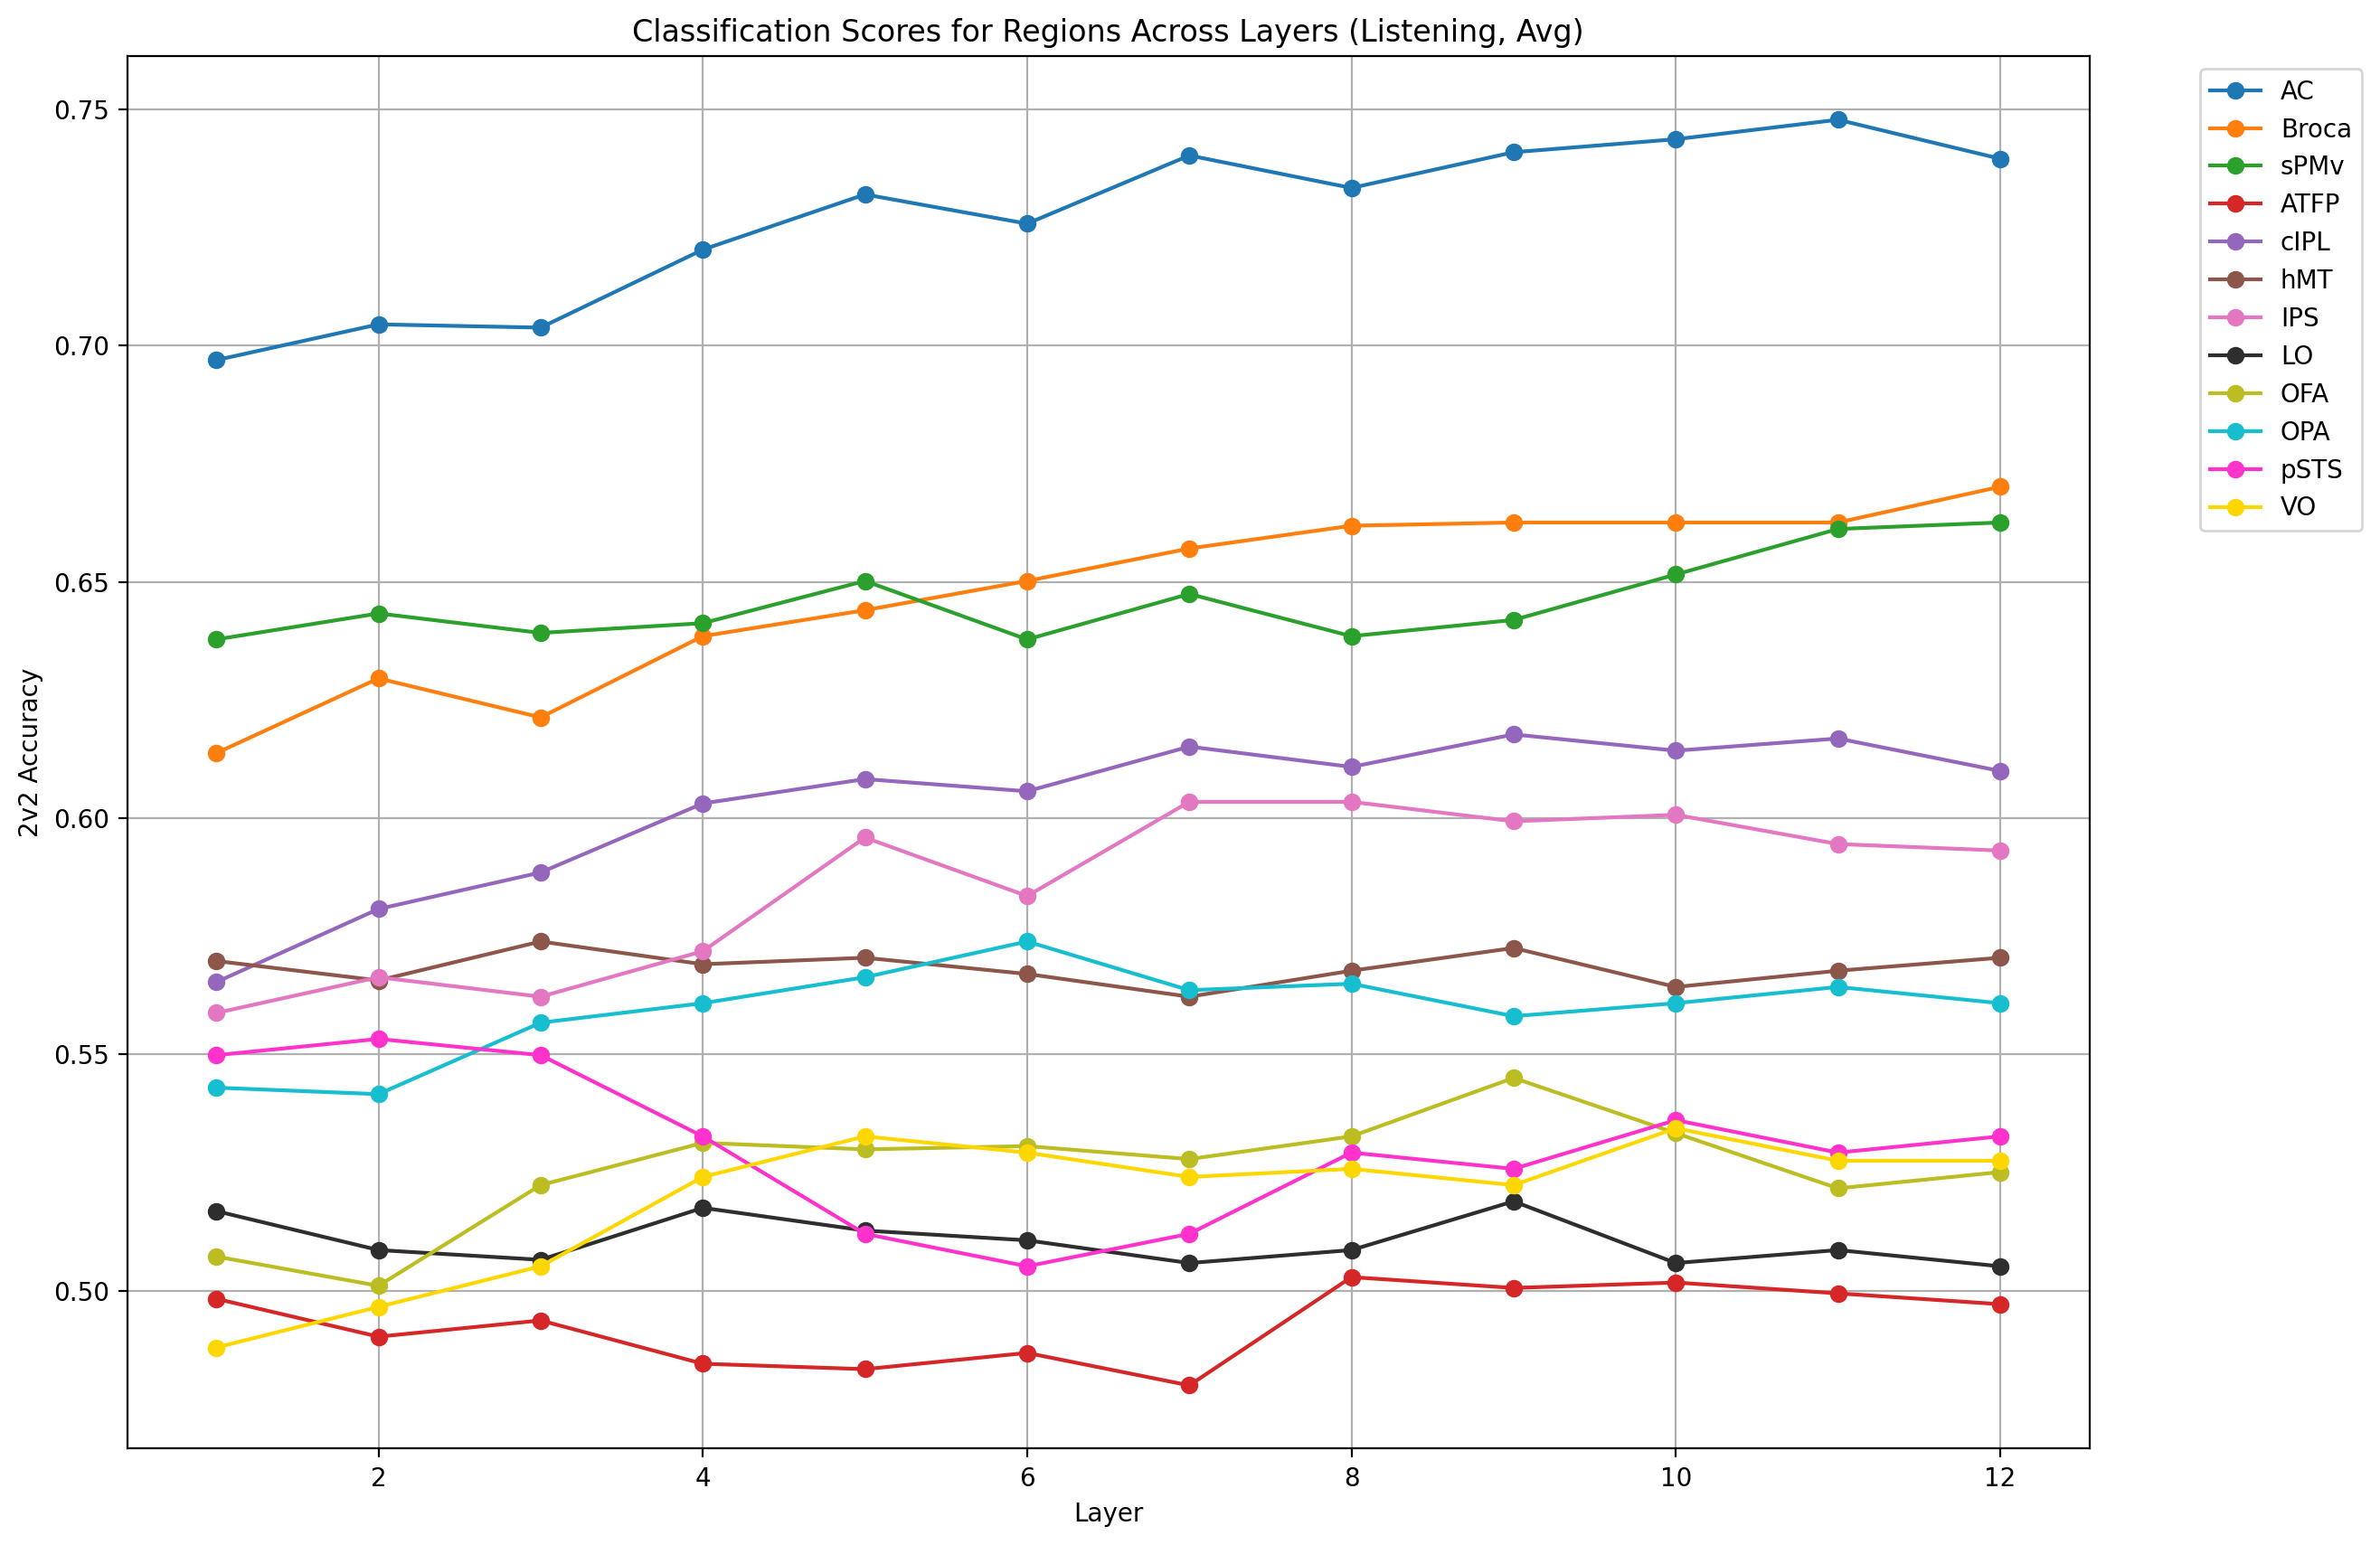 Classification Scores for Regions Across Layers (Listening, Avg)
0.75
0.70
0.65
0.60
0.55
0.50
2v2 Accuracy
2
4
6
8
10
12
Layer
AC
Broca
sPMv
ATFP
cIPL
hMT
IPS
LO
OFA
OPA
pSTS
VO